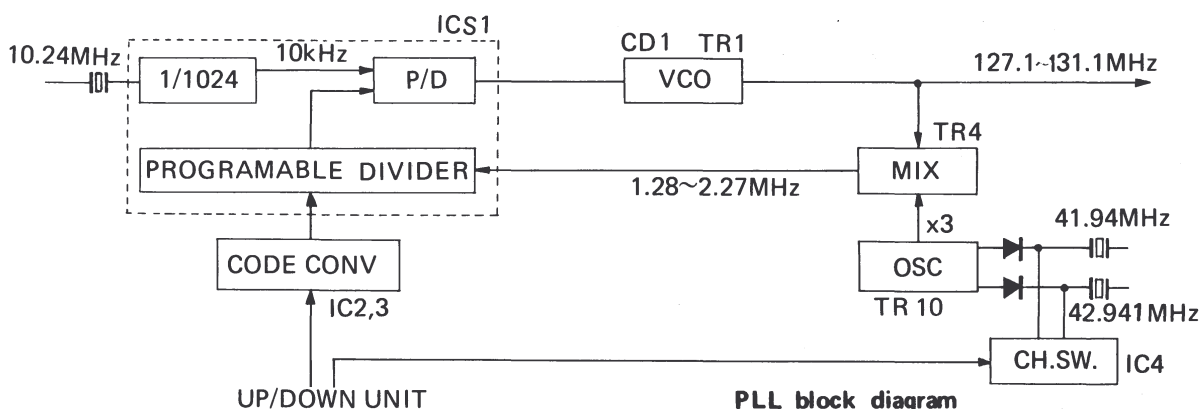 ICS1
10.24MHz
10kHz
CD1 TR1
1/1024
P/D
VCO
127.1~131.1MHz
TR4
PROGRAMABLE DIVIDER
MIX
1.28~2.27MHz
x3
41.94MHz
CODE CONV
OSC
IC2,3
TR 10
42.941MHz
CH.SW.
IC4
UP/DOWN UNIT
PLL block diagram